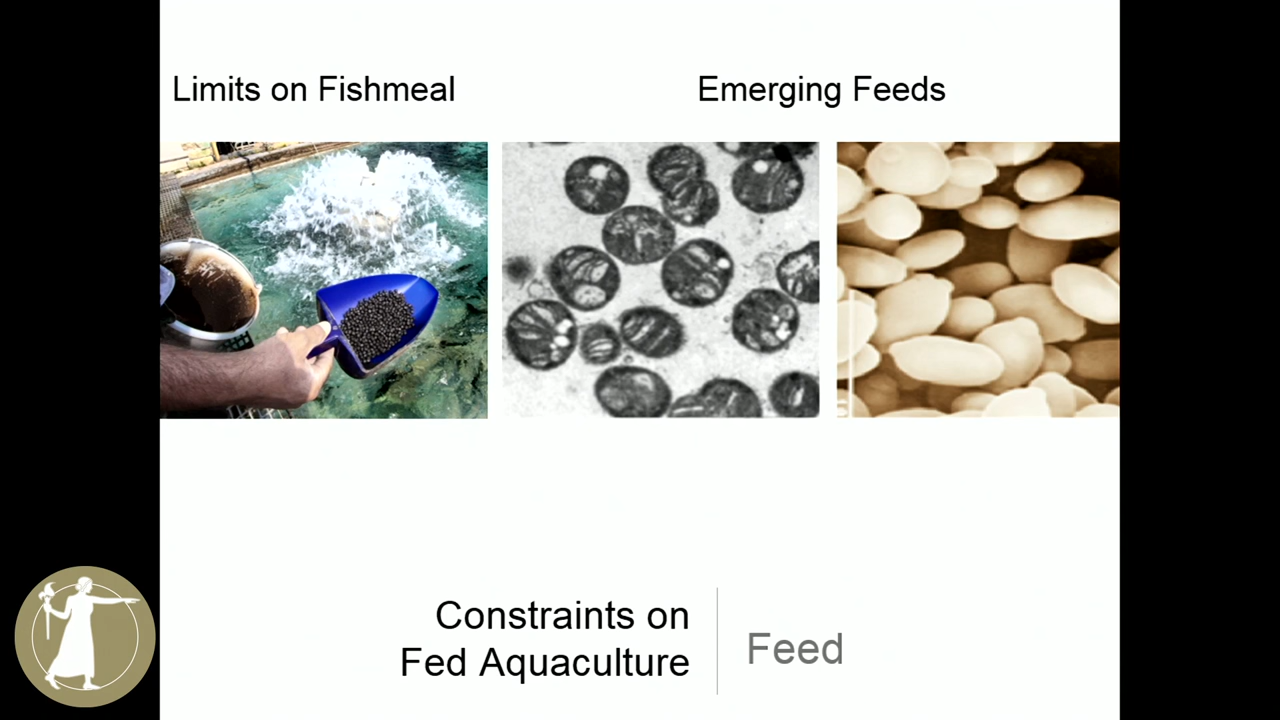 Limits on Fishmeal
Emerging Feeds
Constraints on
Fed Aquaculture
Feed